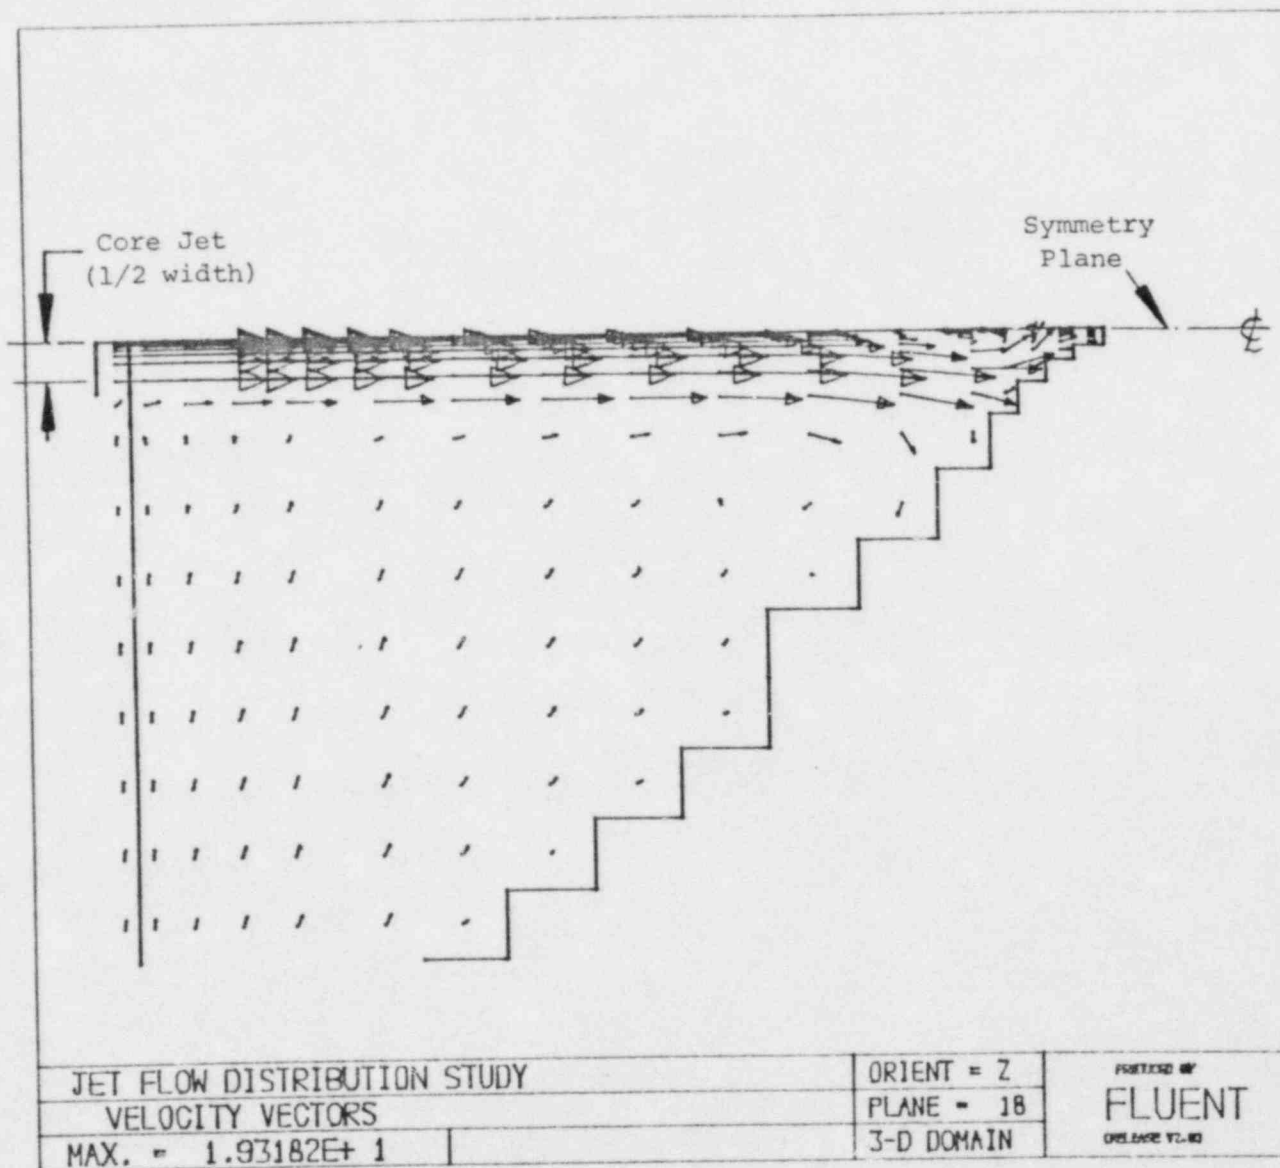 Core Jet
(1/2 width)
Symmetry
Plane
℄
JET FLOW DISTRIBUTION STUDY
VELOCITY VECTORS
MAX. = 1.93182E+ 1
ORIENT = Z
PLANE = 18
3-D DOMAIN
FLUENT